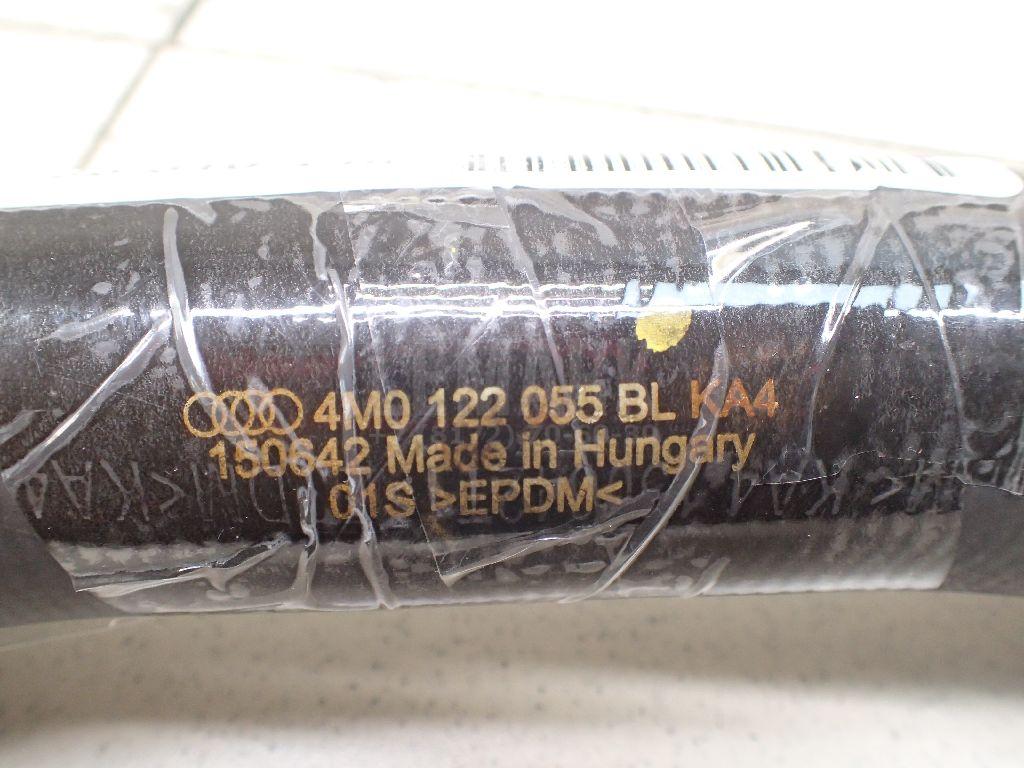 4M0 122 055 BL KA4
150642 Made in Hungary
01S >EPDM<